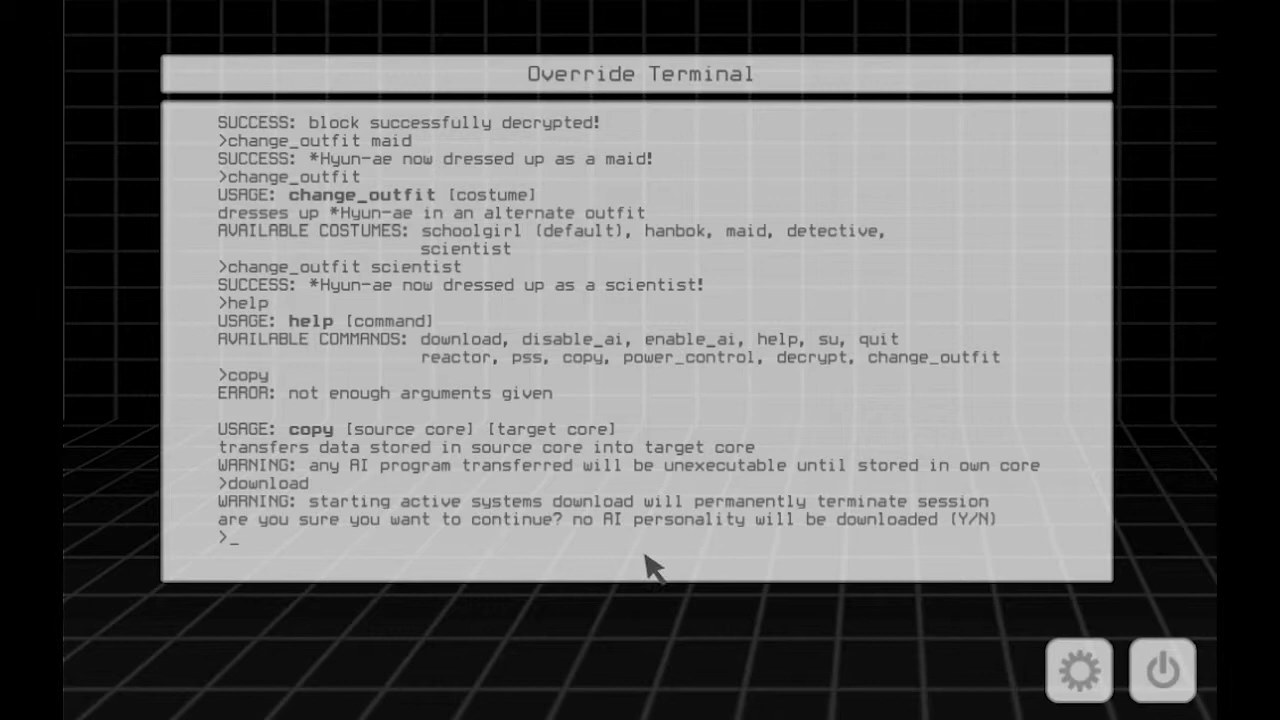 Override Terminal
SUCCESS: block successfully decrypted!
>change_outfit maid
SUCCESS: *Hyun-ae now dressed up as a maid!
>change_outfit
USAGE: change_outfit [costume]
dresses up *Hyun-ae in an alternate outfit
AVAILABLE COSTUMES: schoolgirl (default), hanbok, maid, detective,
scientist
>change_outfit scientist
SUCCESS: *Hyun-ae now dressed up as a scientist!
>help
USAGE: help [command]
AVAILABLE COMMANDS: download, disable_ai, enable_ai, help, su, quit
reactor, pss, copy, power_control, decrypt, change_outfit
>copy
ERROR: not enough arguments given
USAGE: copy [source core] [target core]
transfers data stored in source core into target core
WARNING: any AI program transferred will be unexecutable until stored in own core
>download
WARNING: starting active systems download will permanently terminate session
are you sure you want to continue? no AI personality will be downloaded (Y/N)
>_